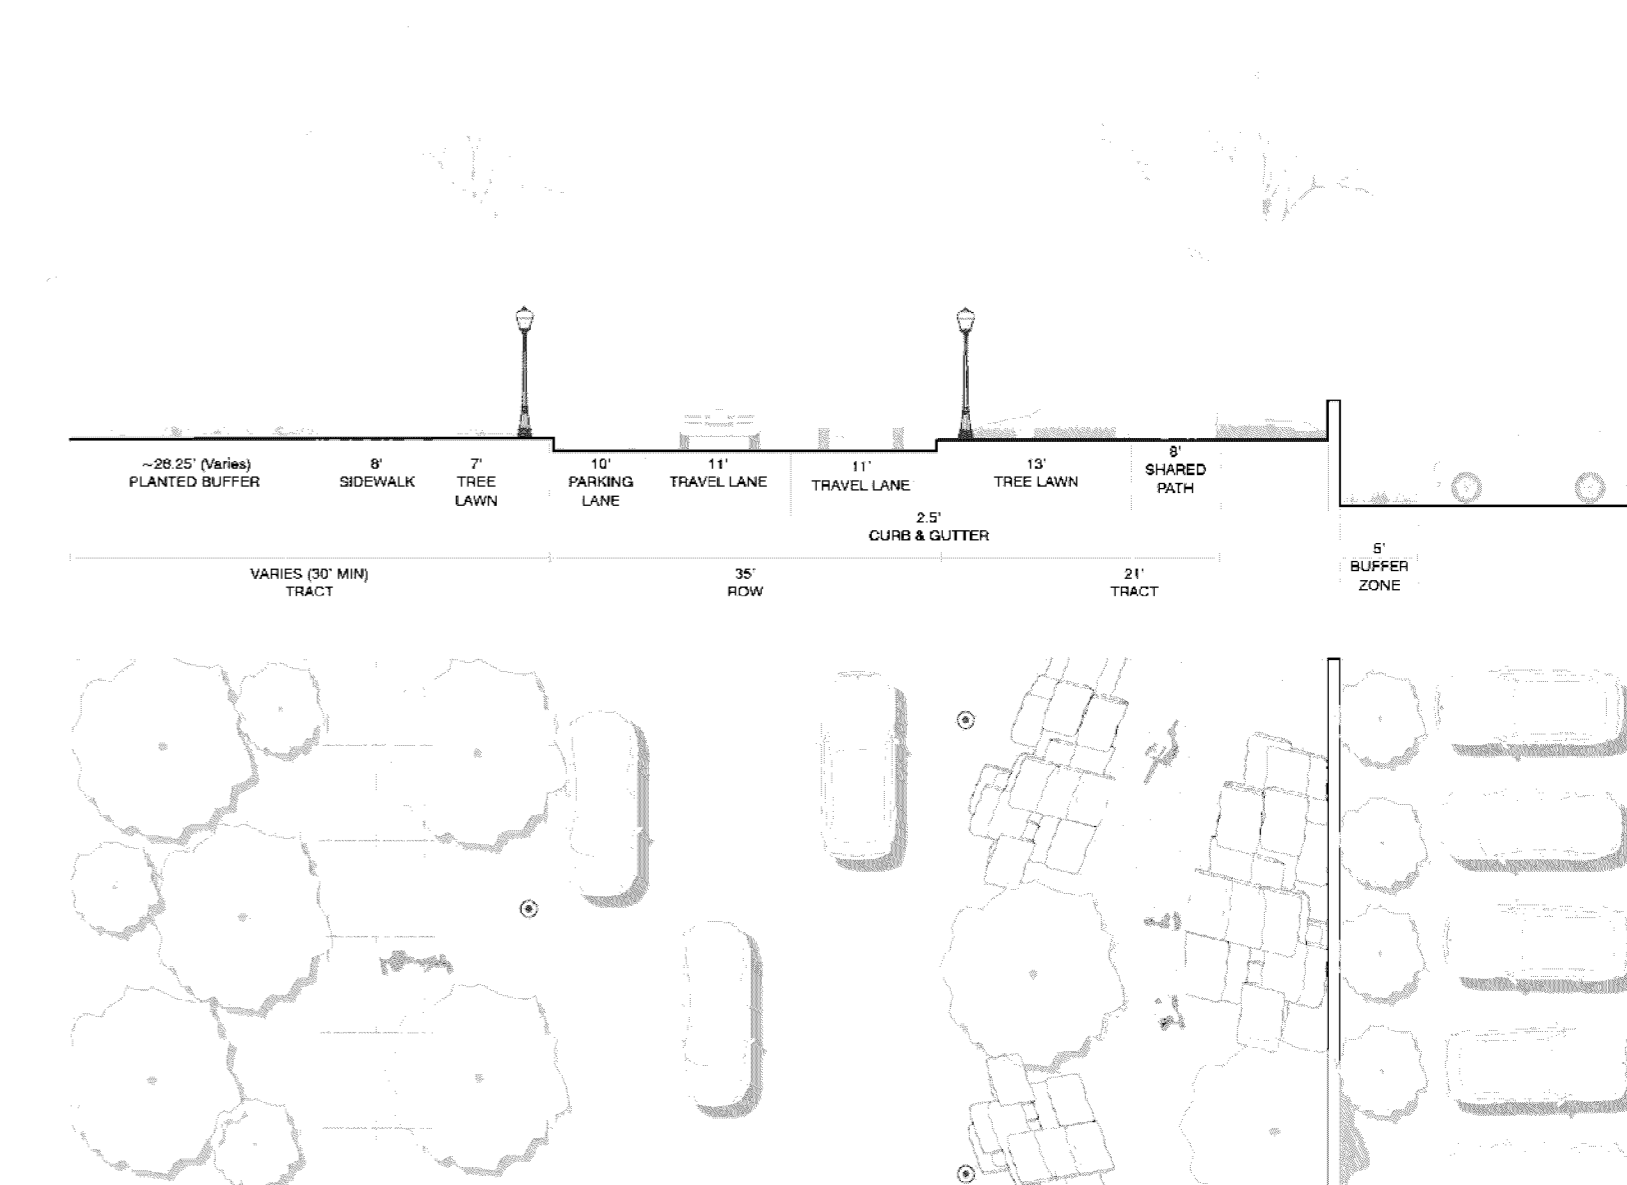 ~26.25' (Varies)
PLANTED BUFFER
8'
SIDEWALK
7'
TREE
LAWN
10'
PARKING
LANE
11'
TRAVEL LANE
11'
TRAVEL LANE
13'
TREE LAWN
8'
SHARED
PATH
2.5'
CURB & GUTTER
VARIES (30' MIN)
TRACT
35'
ROW
21'
TRACT
5'
BUFFER
ZONE